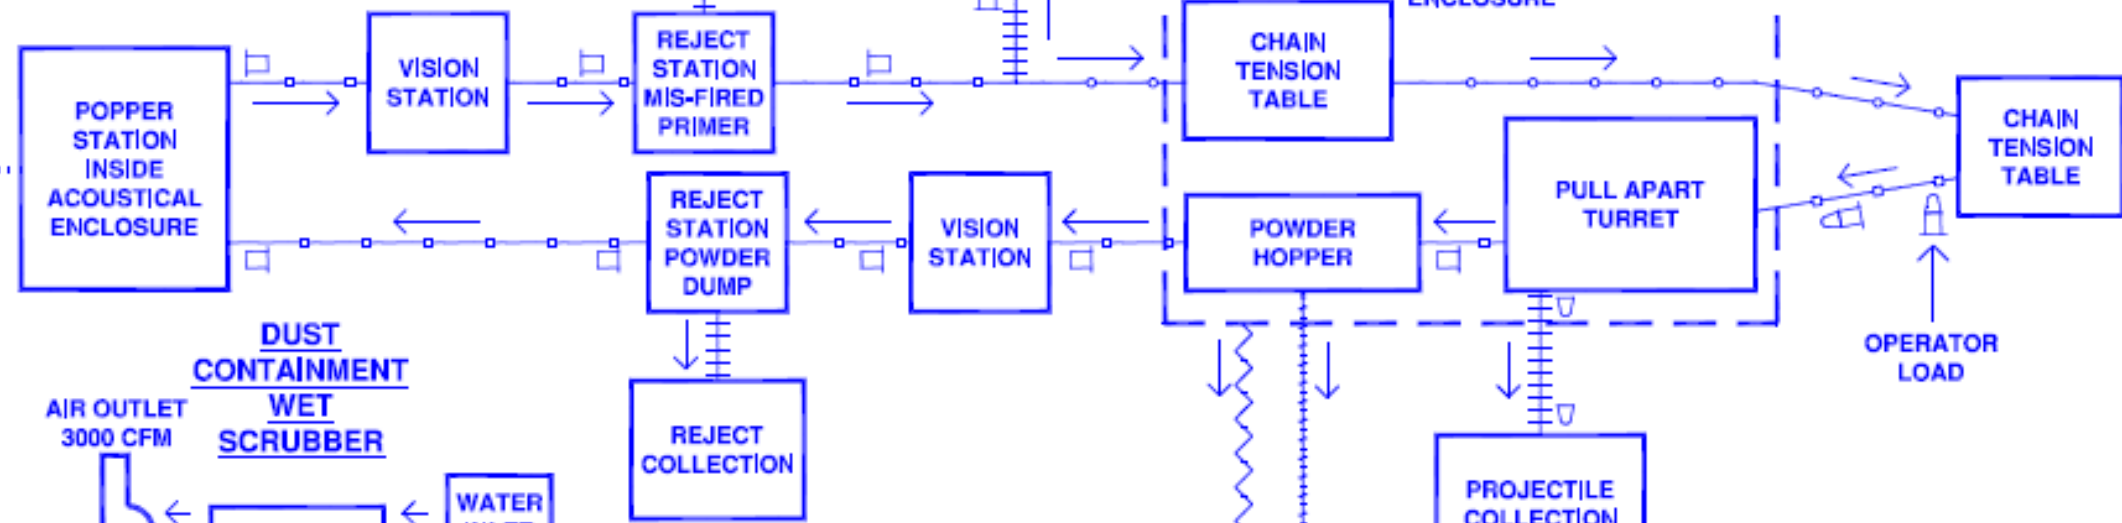 ENCLOSURE
POPPER
STATION
INSIDE
ACOUSTICAL
ENCLOSURE
VISION
STATION
REJECT
STATION
MIS-FIRED
PRIMER
CHAIN
TENSION
TABLE
CHAIN
TENSION
TABLE
REJECT
STATION
POWDER
DUMP
VISION
STATION
POWDER
HOPPER
PULL APART
TURRET
OPERATOR
LOAD
DUST
CONTAINMENT
WET
SCRUBBER
AIR OUTLET
3000 CFM
REJECT
COLLECTION
PROJECTILE
COLLECTION
WATER